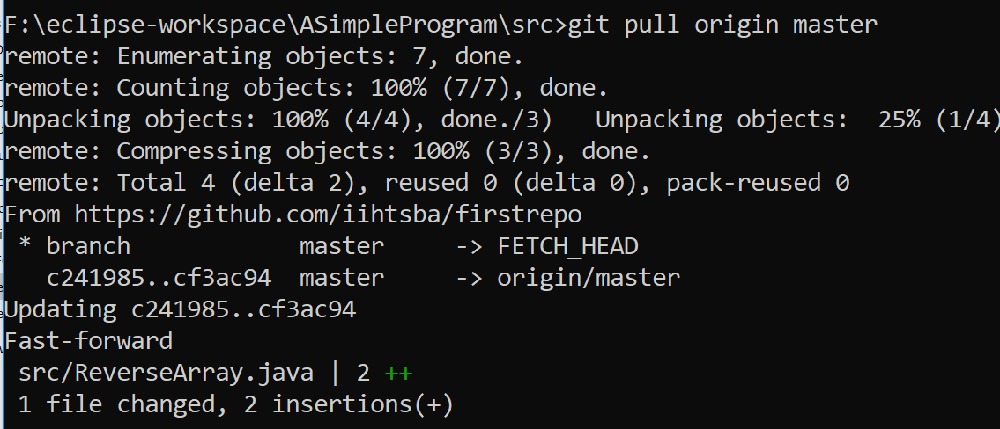 F:\eclipse-workspace\ASimpleProgram\src>git pull origin master
remote: Enumerating objects: 7, done.
remote: Counting objects: 100% (7/7), done.
Unpacking objects: 100% (4/4), done./3)   Unpacking objects:  25% (1/4)
remote: Compressing objects: 100% (3/3), done.
remote: Total 4 (delta 2), reused 0 (delta 0), pack-reused 0
From https://github.com/iihtsba/firstrepo
 * branch            master     -> FETCH_HEAD
   c241985..cf3ac94  master     -> origin/master
Updating c241985..cf3ac94
Fast-forward
 src/ReverseArray.java | 2 ++
 1 file changed, 2 insertions(+)